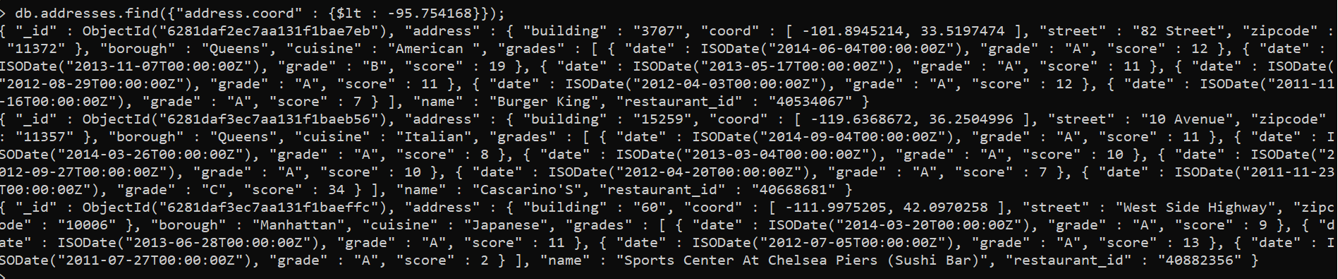 > db.addresses.find({"address.coord" : {$lt : -95.754168}});
{ "_id" : ObjectId("6281daf2ec7aa131f1bae7eb"), "address" : { "building" : "3707", "coord" : [ -101.8945214, 33.5197474 ], "street" : "82 Street", "zipcode" :
"11372" }, "borough" : "Queens", "cuisine" : "American ", "grades" : [ { "date" : ISODate("2014-06-04T00:00:00Z"), "grade" : "A", "score" : 12 }, { "date" :
ISODate("2013-11-07T00:00:00Z"), "grade" : "B", "score" : 19 }, { "date" : ISODate("2013-05-17T00:00:00Z"), "grade" : "A", "score" : 11 }, { "date" : ISODate(
"2012-08-29T00:00:00Z"), "grade" : "A", "score" : 11 }, { "date" : ISODate("2012-04-03T00:00:00Z"), "grade" : "A", "score" : 12 }, { "date" : ISODate("2011-11
-16T00:00:00Z"), "grade" : "A", "score" : 7 } ], "name" : "Burger King", "restaurant_id" : "40534067" }
{ "_id" : ObjectId("6281daf3ec7aa131f1baeb56"), "address" : { "building" : "15259", "coord" : [ -119.6368672, 36.2504996 ], "street" : "10 Avenue", "zipcode"
: "11357" }, "borough" : "Queens", "cuisine" : "Italian", "grades" : [ { "date" : ISODate("2014-09-04T00:00:00Z"), "grade" : "A", "score" : 11 }, { "date" : I
SODate("2014-03-26T00:00:00Z"), "grade" : "A", "score" : 8 }, { "date" : ISODate("2013-03-04T00:00:00Z"), "grade" : "A", "score" : 10 }, { "date" : ISODate("2
012-09-27T00:00:00Z"), "grade" : "A", "score" : 10 }, { "date" : ISODate("2012-04-20T00:00:00Z"), "grade" : "A", "score" : 7 }, { "date" : ISODate("2011-11-23
T00:00:00Z"), "grade" : "C", "score" : 34 } ], "name" : "Cascarino'S", "restaurant_id" : "40668681" }
{ "_id" : ObjectId("6281daf3ec7aa131f1baeffc"), "address" : { "building" : "60", "coord" : [ -111.9975205, 42.0970258 ], "street" : "West Side Highway", "zipc
ode" : "10006" }, "borough" : "Manhattan", "cuisine" : "Japanese", "grades" : [ { "date" : ISODate("2014-03-20T00:00:00Z"), "grade" : "A", "score" : 9 }, { "d
ate" : ISODate("2013-06-28T00:00:00Z"), "grade" : "A", "score" : 11 }, { "date" : ISODate("2012-07-05T00:00:00Z"), "grade" : "A", "score" : 13 }, { "date" : I
SODate("2011-07-27T00:00:00Z"), "grade" : "A", "score" : 2 } ], "name" : "Sports Center At Chelsea Piers (Sushi Bar)", "restaurant_id" : "40882356" }
>